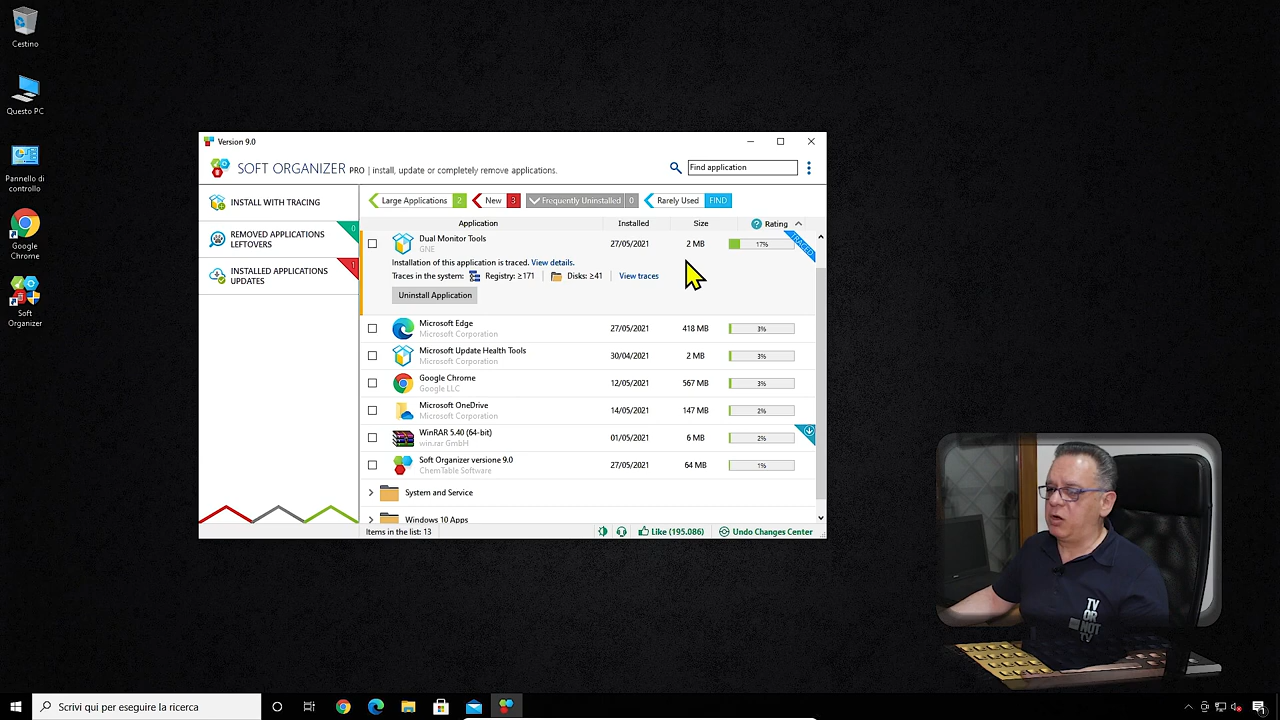 Cestino
Questo PC
Pannello di
controllo
Google
Chrome
Soft
Organizer
Version 9.0
SOFT ORGANIZER PRO | install, update or completely remove applications.
Find application
INSTALL WITH TRACING
REMOVED APPLICATIONS
LEFTOVERS
0
INSTALLED APPLICATIONS
UPDATES
1
Large Applications 2
New 3
Frequently Uninstalled 0
Rarely Used FIND
Application Installed Size ? Rating
Dual Monitor Tools 27/05/2021 2 MB 17%
GNE
TRACED
Installation of this application is traced. View details.
Traces in the system: Registry: ≥171 Disks: ≥41 View traces
Uninstall Application
Microsoft Edge 27/05/2021 418 MB 3%
Microsoft Corporation
Microsoft Update Health Tools 30/04/2021 2 MB 3%
Microsoft Corporation
Google Chrome 12/05/2021 567 MB 3%
Google LLC
Microsoft OneDrive 14/05/2021 147 MB 2%
Microsoft Corporation
WinRAR 5.40 (64-bit) 01/05/2021 6 MB 2%
win.rar GmbH
Soft Organizer versione 9.0 27/05/2021 64 MB 1%
ChemTable Software
System and Service
Windows 10 Apps
Items in the list: 13
Like (195.086)
Undo Changes Center
TV
OR
NOT
TV
Scrivi qui per eseguire la ricerca